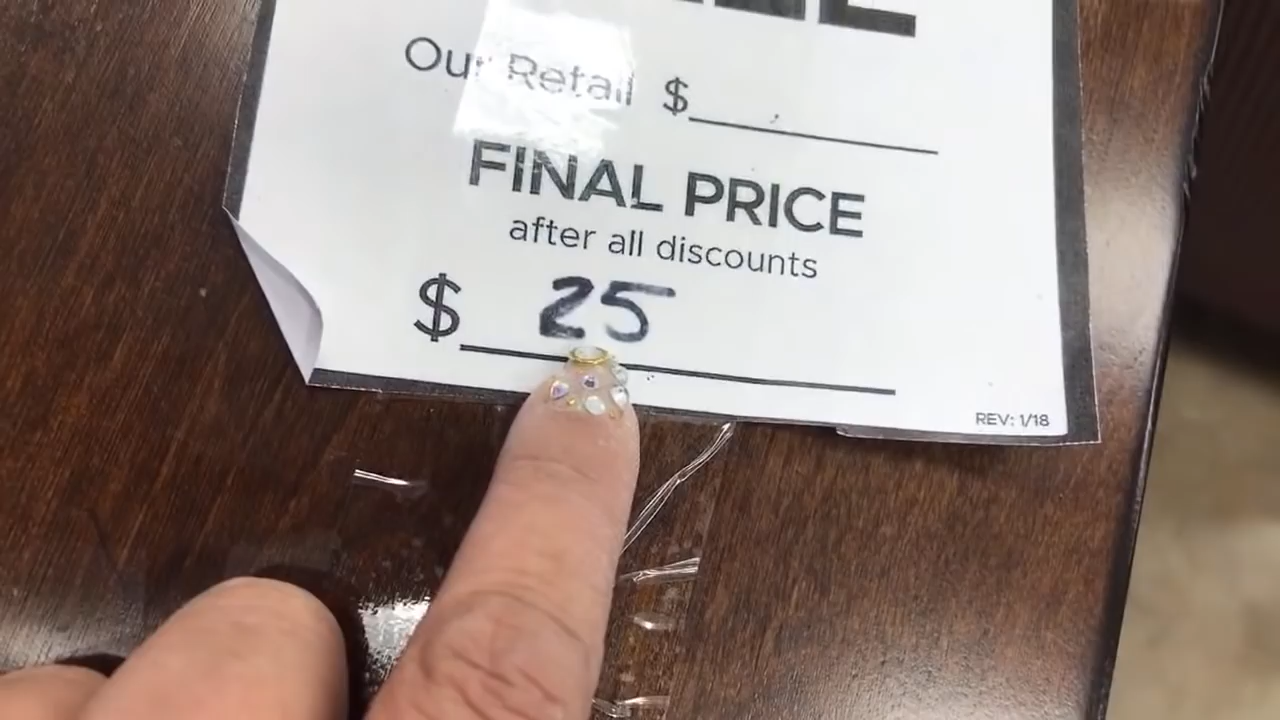 Our Retail $
FINAL PRICE
after all discounts
$ 25
REV: 1/18